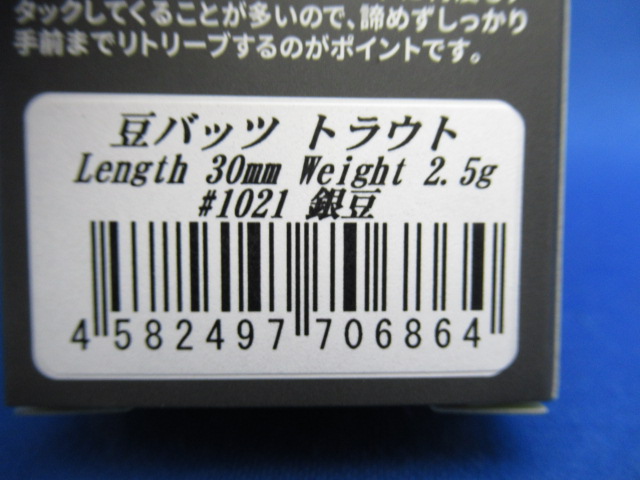 タックしてくることが多いので、諦めずしっかり
手前までリトリーブするのがポイントです。
豆バッツ トラウト
Length 30mm Weight 2.5g
#1021 銀豆
4 582497 706864